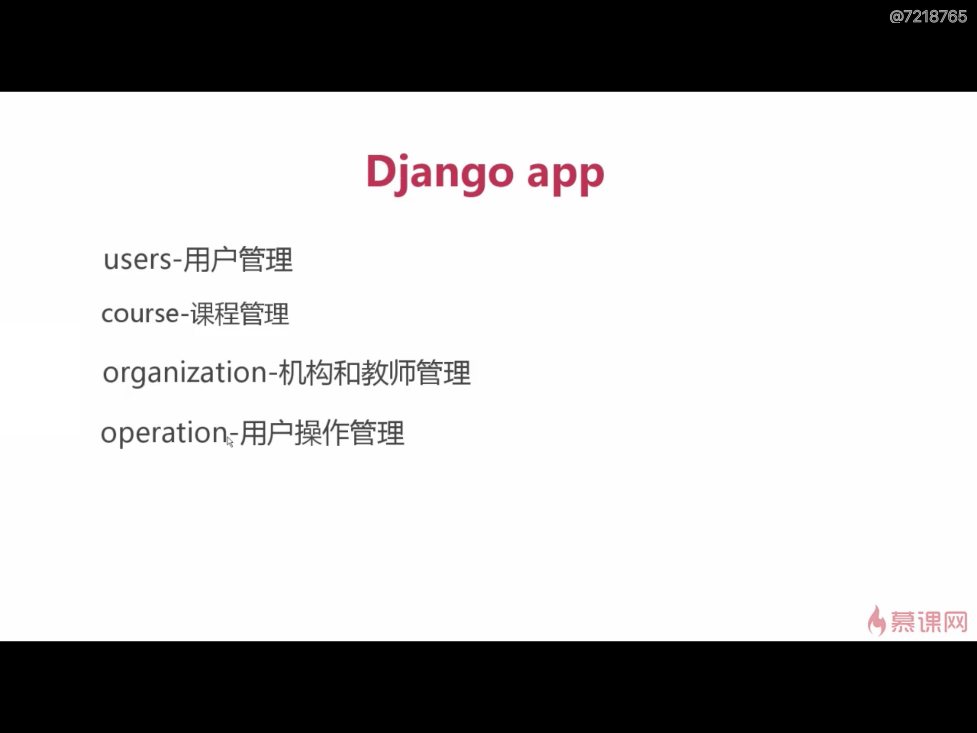 @7218765
Django app
users-用户管理
course-课程管理
organization-机构和教师管理
operation-用户操作管理
慕课网